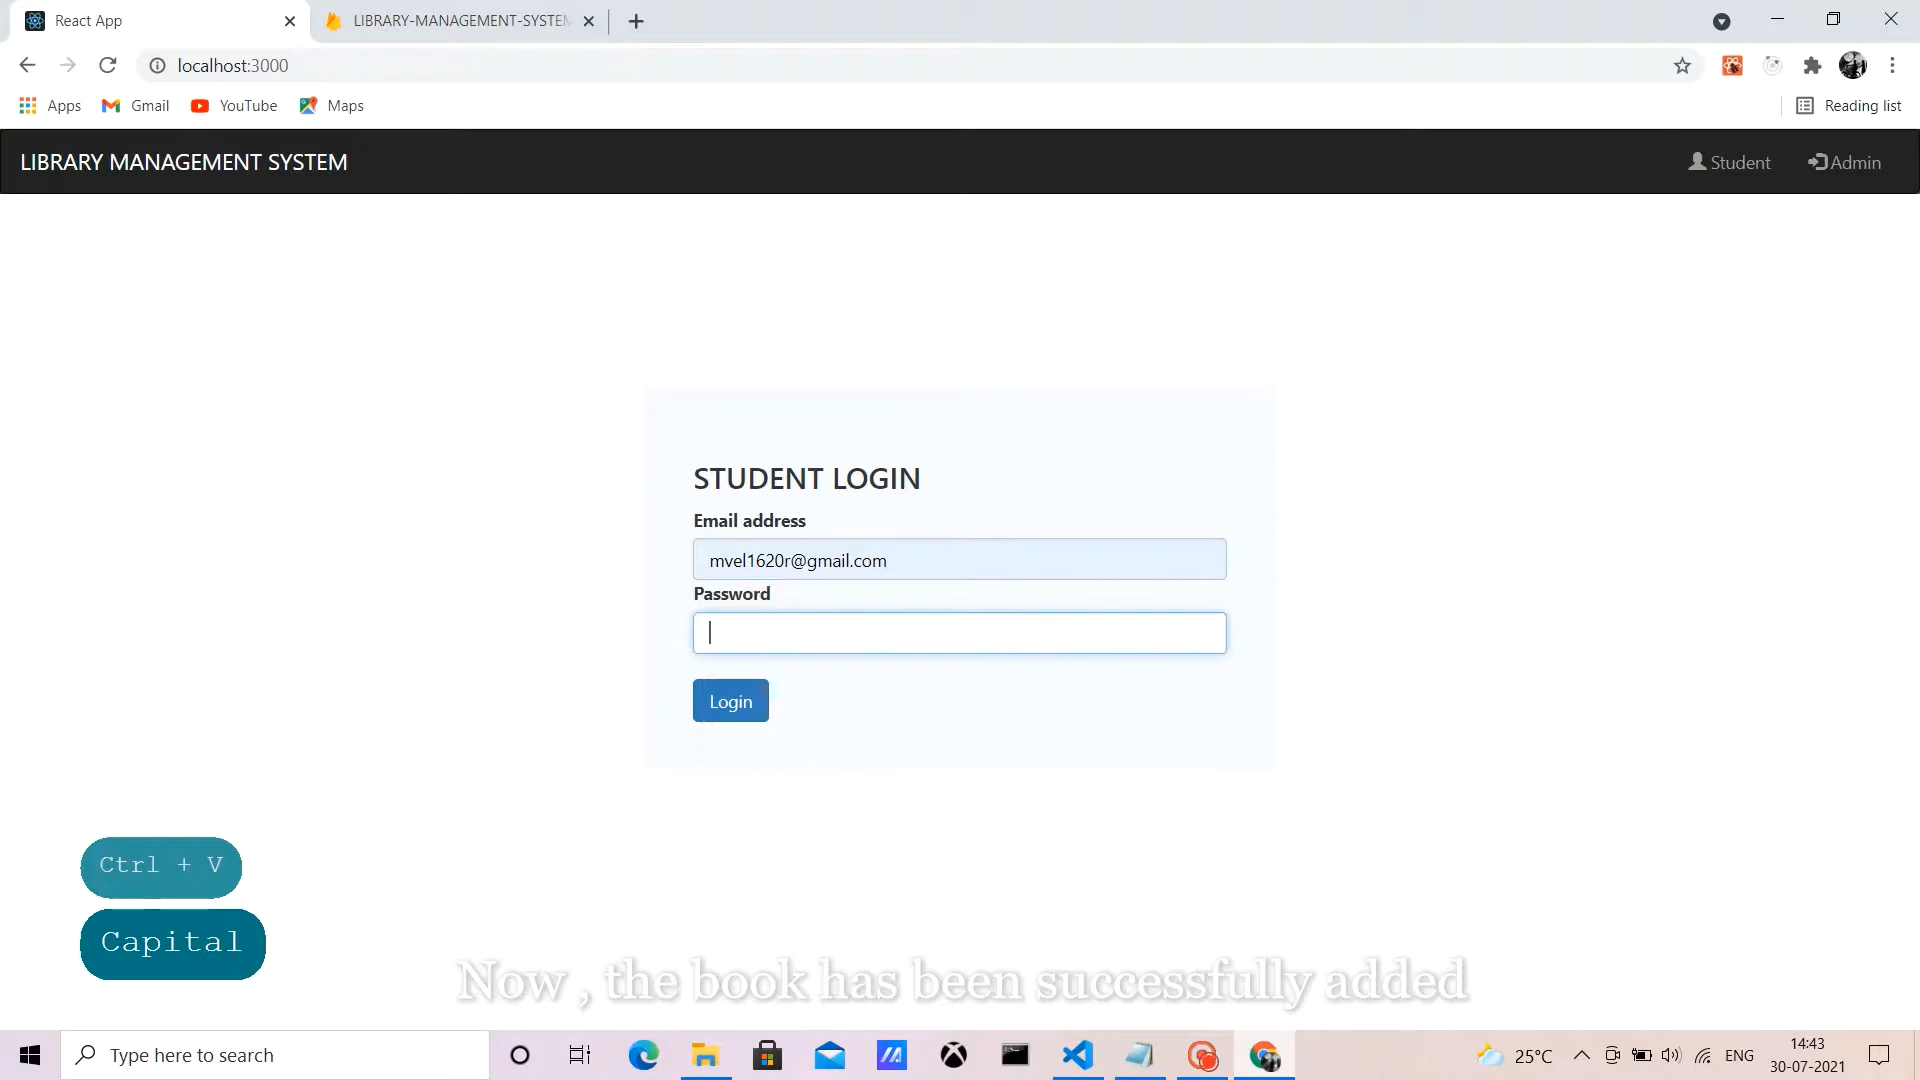 React App
LIBRARY-MANAGEMENT-SYSTEM
localhost:3000
Apps
Gmail
YouTube
Maps
Reading list
LIBRARY MANAGEMENT SYSTEM
Student
Admin
STUDENT LOGIN
Email address
mvel1620r@gmail.com
Password
Login
Ctrl + V
Capital
Now , the book has been successfully added
Type here to search
25°C
ENG
14:43
30-07-2021